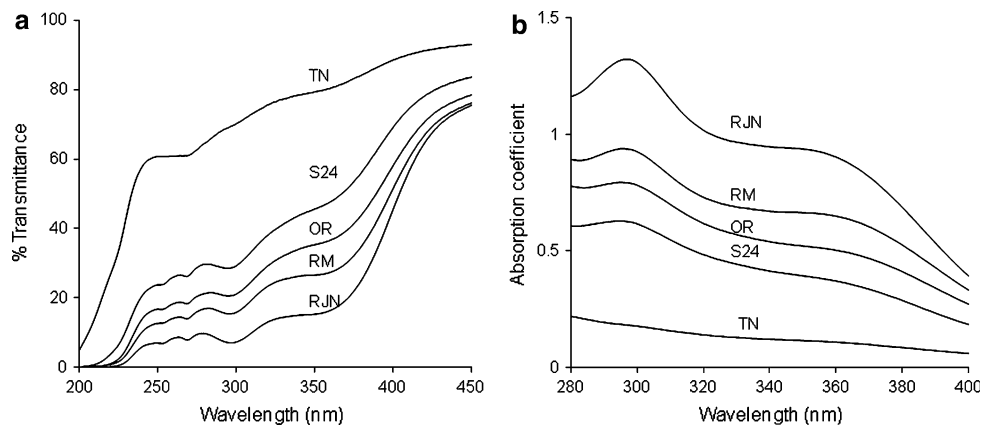 a
% Transmittance
100
80
60
40
20
0
TN
S24
OR
RM
RJN
200
250
300
350
400
450
Wavelength (nm)
b
Absorption coefficient
1.5
1
0.5
0
RJN
RM
OR
S24
TN
280
300
320
340
360
380
400
Wavelength (nm)